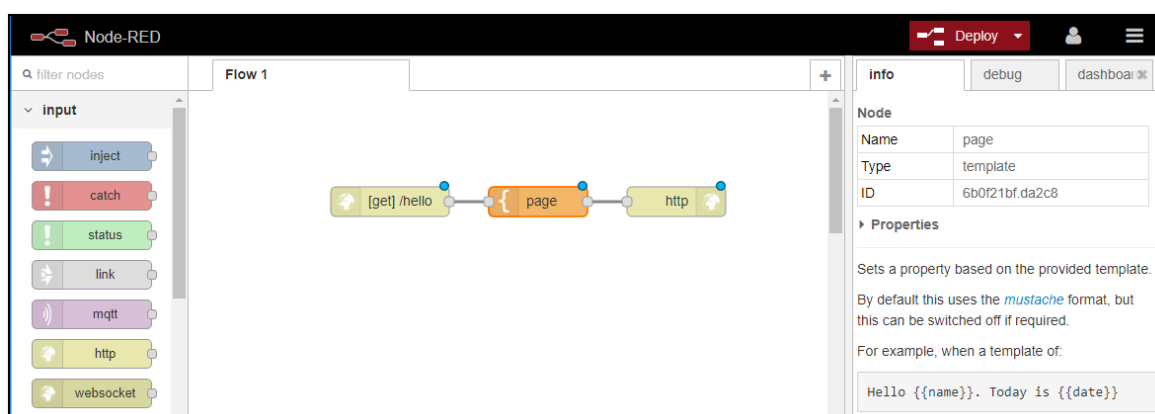 Node-RED
Deploy
filter nodes
Flow 1
+
info
debug
dashboar
input
inject
catch
status
link
mqtt
http
websocket
[get] /hello
page
http
Node
Name page
Type template
ID 6b0f21bf.da2c8
Properties
Sets a property based on the provided template.
By default this uses the mustache format, but
this can be switched off if required.
For example, when a template of:
Hello {{name}}. Today is {{date}}